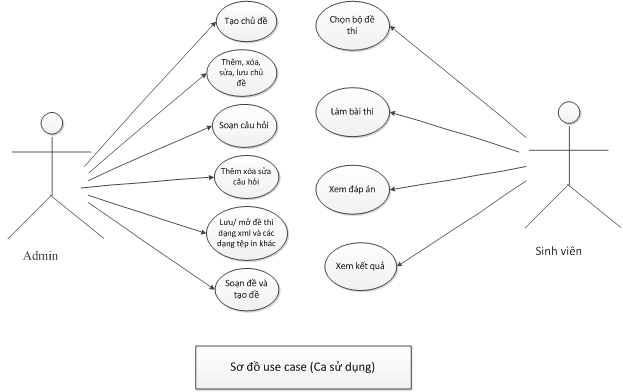 Tạo chủ đề
Thêm, xóa,
sửa, lưu chủ
đề
Soạn câu hỏi
Thêm xóa sửa
câu hỏi
Lưu/ mở đề thi
dạng xml và các
dạng tệp in khác
Soạn đề và
tạo đề
Admin
Chọn bộ đề
thi
Làm bài thi
Xem đáp án
Xem kết quả
Sinh viên
Sơ đồ use case (Ca sử dụng)